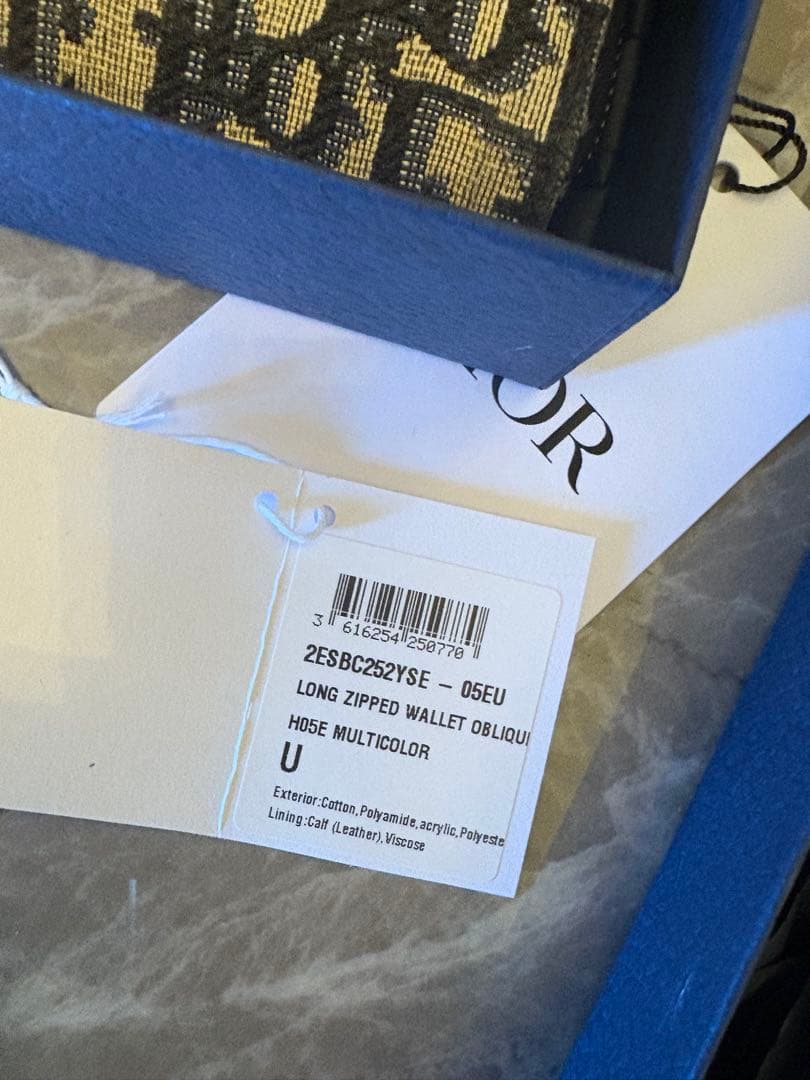 OR
3 616254 250770
2ESBC252YSE - 05EU
LONG ZIPPED WALLET OBLIQU
H05E MULTICOLOR
U
Exterior:Cotton,Polyamide,acrylic,Polyeste
Lining:Calf (Leather),Viscose